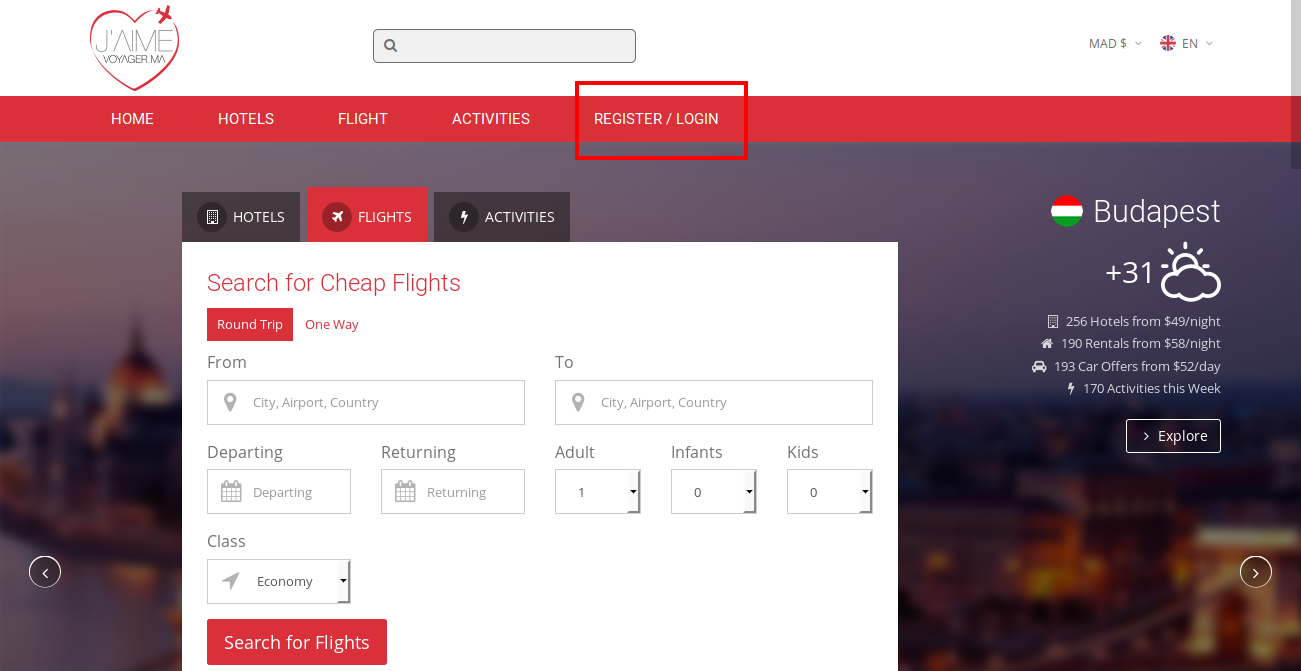 J'AIME
VOYAGER.MA
MAD $
EN
HOME
HOTELS
FLIGHT
ACTIVITIES
REGISTER / LOGIN
HOTELS
FLIGHTS
ACTIVITIES
Budapest
+31
256 Hotels from $49/night
190 Rentals from $58/night
193 Car Offers from $52/day
170 Activities this Week
Explore
Search for Cheap Flights
Round Trip
One Way
From
To
City, Airport, Country
City, Airport, Country
Departing
Returning
Adult
Infants
Kids
Departing
Returning
1
0
0
Class
Economy
Search for Flights